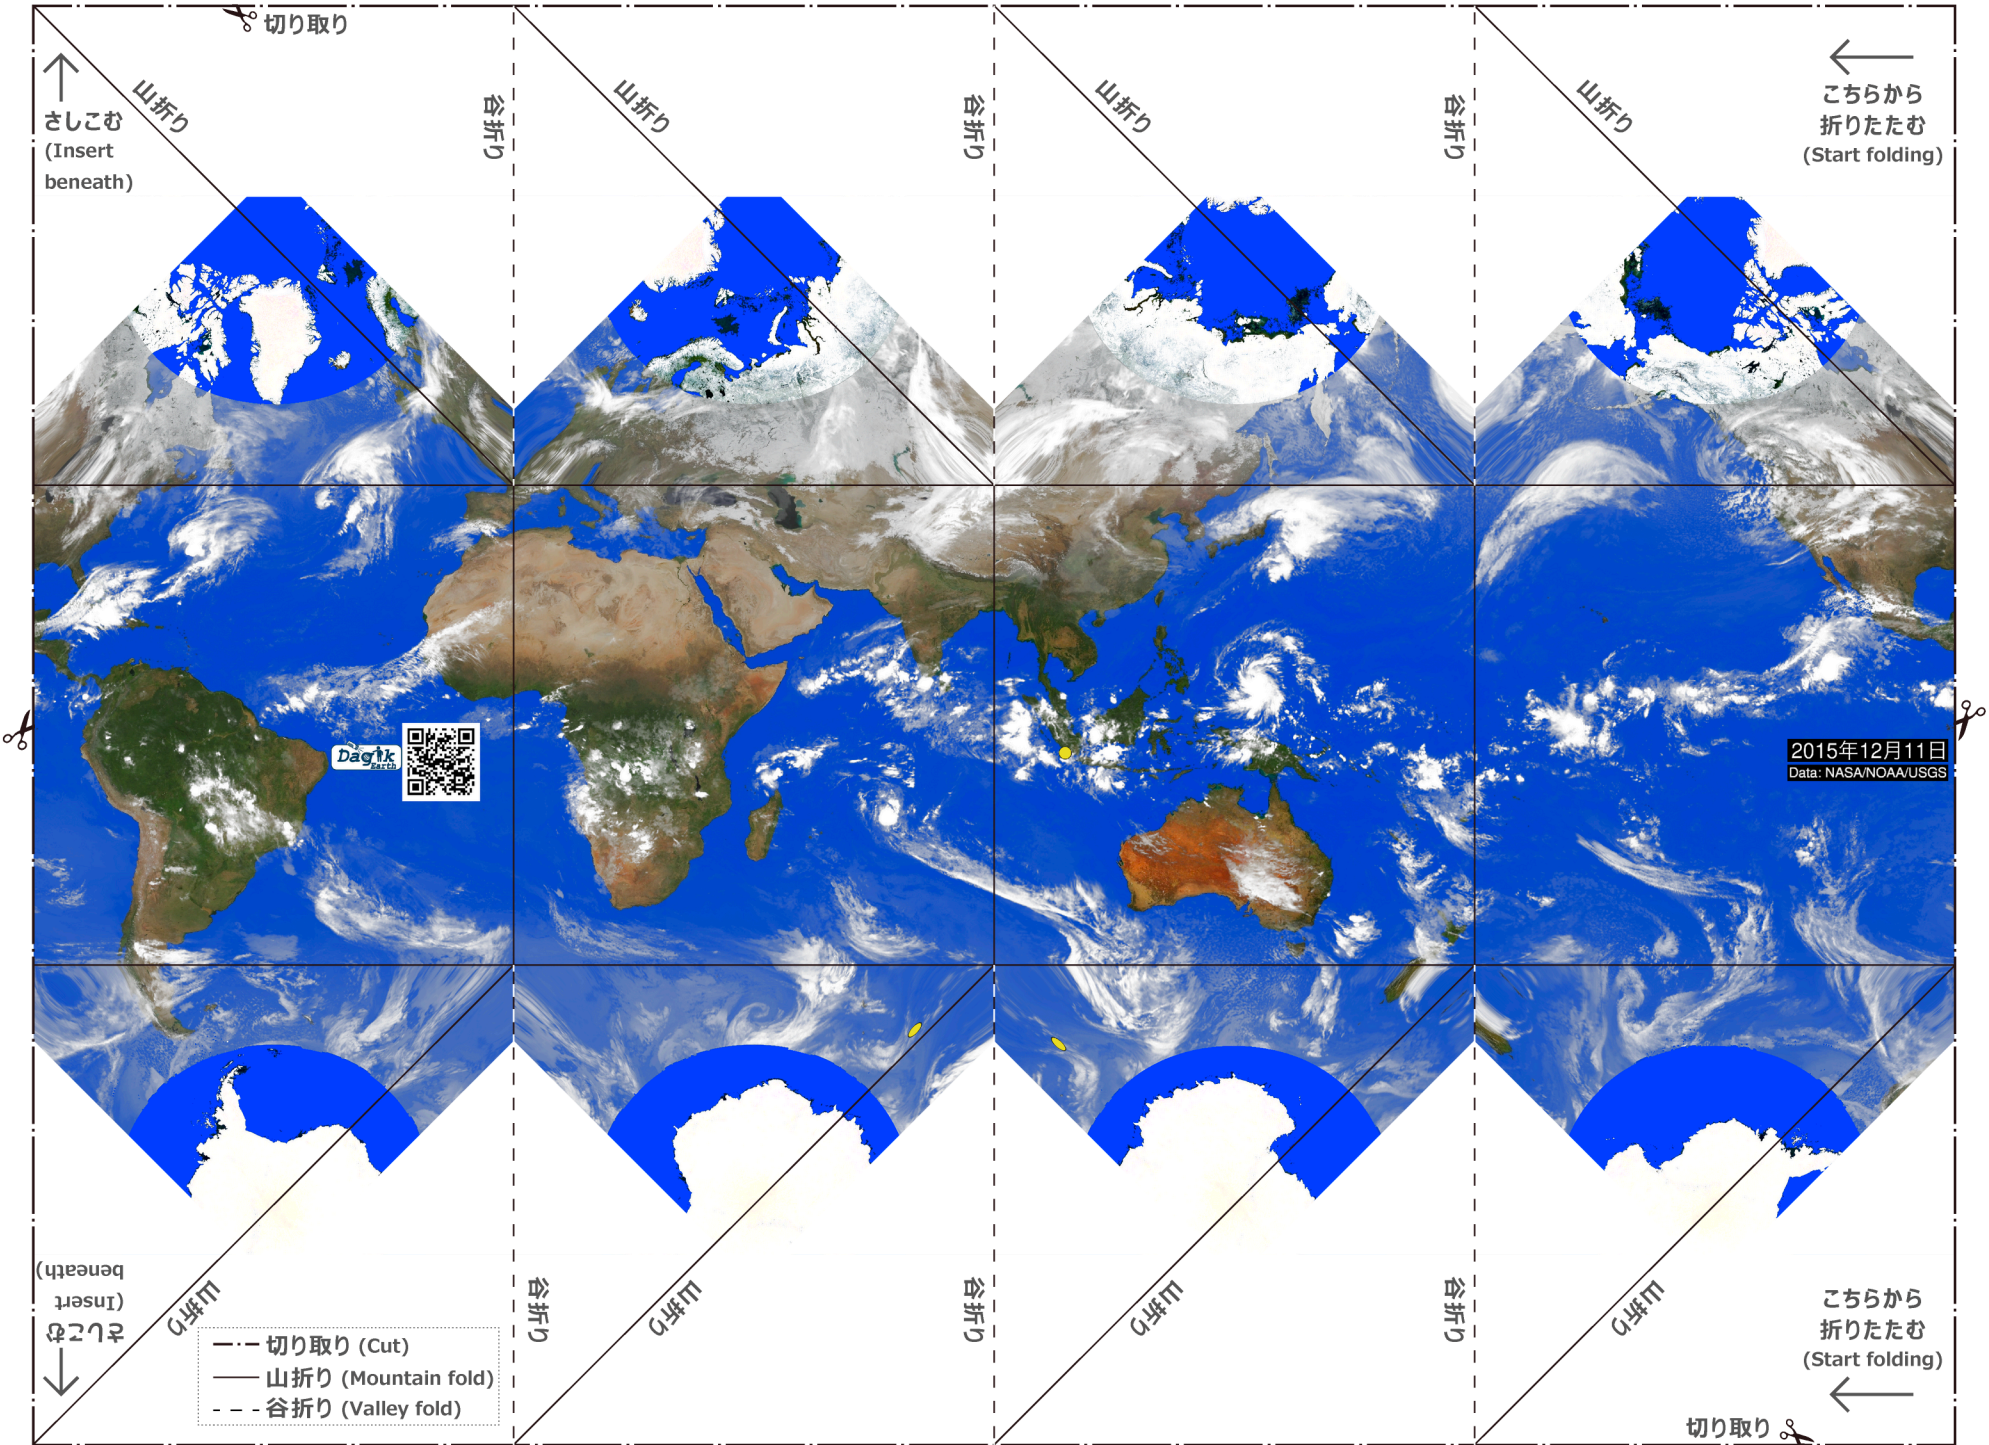 切り取り
さしこむ
(Insert
beneath)
山折り
谷折り
山折り
谷折り
山折り
谷折り
山折り
こちらから
折りたたむ
(Start folding)
Dagik
Earth
2015年12月11日
Data: NASA/NOAA/USGS
さしこむ
(Insert
beneath)
山折り
谷折り
山折り
谷折り
山折り
谷折り
山折り
こちらから
折りたたむ
(Start folding)
切り取り (Cut)
山折り (Mountain fold)
谷折り (Valley fold)
切り取り